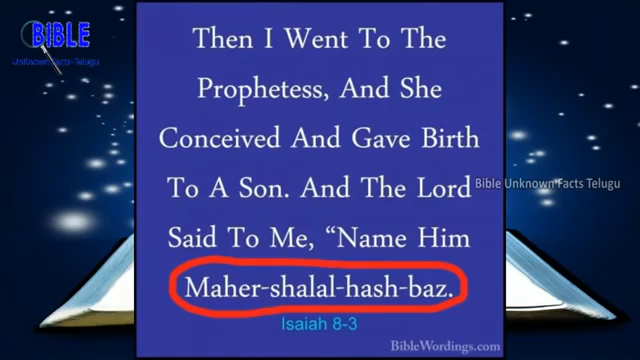 BIBLE
UnKnown Facts-Telugu
Then I Went To The
Prophetess, And She
Conceived And Gave Birth
To A Son. And The Lord
Said To Me, “Name Him
Maher-shalal-hash-baz.
Isaiah 8-3
BibleWordings.com
Bible Unknown Facts Telugu